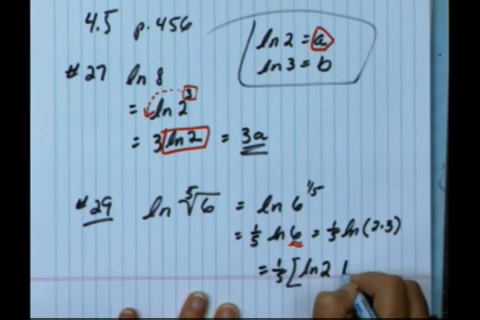 4.5 p.456
ln 2 = a
ln 3 = b
#27 ln 8
= ln 2³
= 3 ln 2 = 3a
#29 ln ⁵√6 = ln 6^1/5
= 1/5 ln 6 = 1/5 ln(2·3)
= 1/5 [ln 2